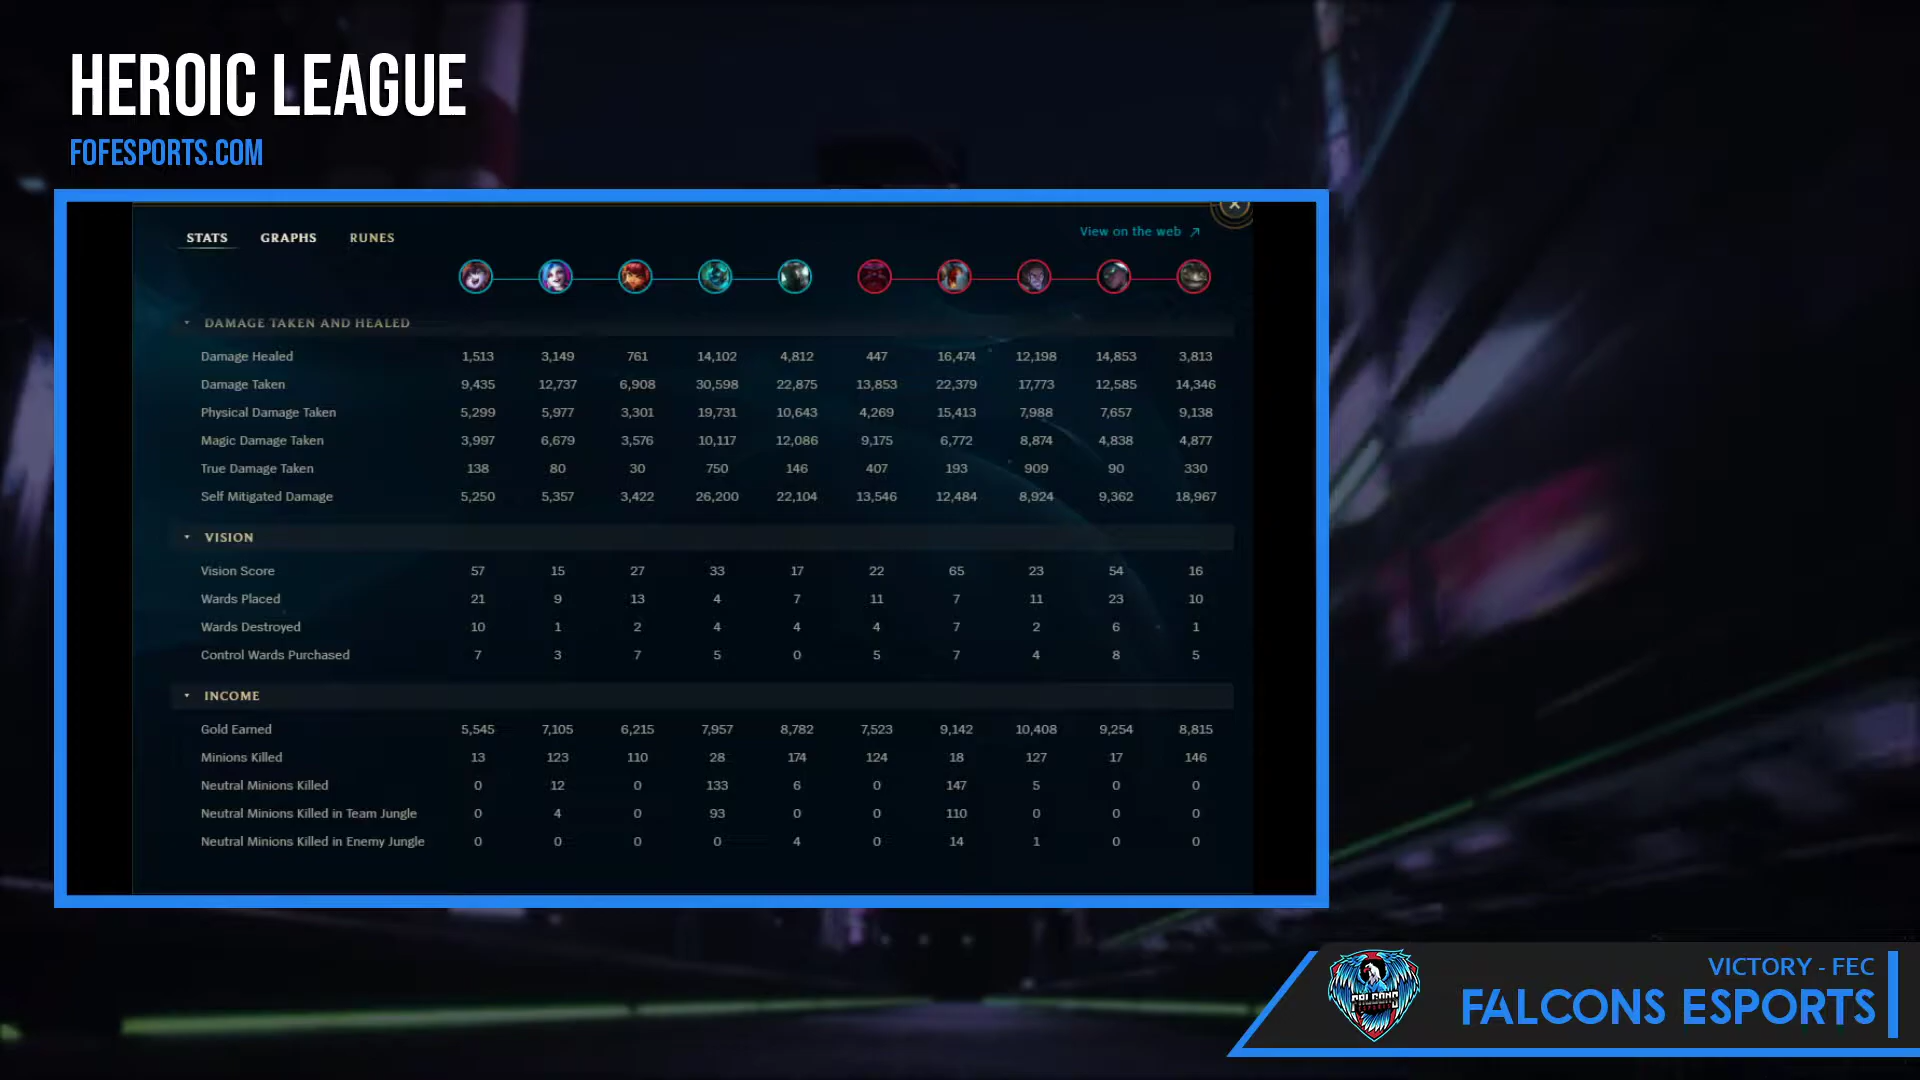 HEROIC LEAGUE
FOFESPORTS.COM
STATS GRAPHS RUNES
View on the web
DAMAGE TAKEN AND HEALED
Damage Healed 1,513 3,149 761 14,102 4,812 447 16,474 12,198 14,853 3,813
Damage Taken 9,435 12,737 6,908 30,598 22,875 13,853 22,379 17,773 12,585 14,346
Physical Damage Taken 5,299 5,977 3,301 19,731 10,643 4,269 15,413 7,988 7,657 9,138
Magic Damage Taken 3,997 6,679 3,576 10,117 12,086 9,175 6,772 8,874 4,838 4,877
True Damage Taken 138 80 30 750 146 407 193 909 90 330
Self Mitigated Damage 5,250 5,357 3,422 26,200 22,104 13,546 12,484 8,924 9,362 18,967
VISION
Vision Score 57 15 27 33 17 22 65 23 54 16
Wards Placed 21 9 13 4 7 11 7 11 23 10
Wards Destroyed 10 1 2 4 4 4 7 2 6 1
Control Wards Purchased 7 3 7 5 0 5 7 4 8 5
INCOME
Gold Earned 5,545 7,105 6,215 7,957 8,782 7,523 9,142 10,408 9,254 8,815
Minions Killed 13 123 110 28 174 124 18 127 17 146
Neutral Minions Killed 0 12 0 133 6 0 147 5 0 0
Neutral Minions Killed in Team Jungle 0 4 0 93 0 0 110 0 0 0
Neutral Minions Killed in Enemy Jungle 0 0 0 0 4 0 14 1 0 0
VICTORY - FEC
FALCONS
FALCONS ESPORTS